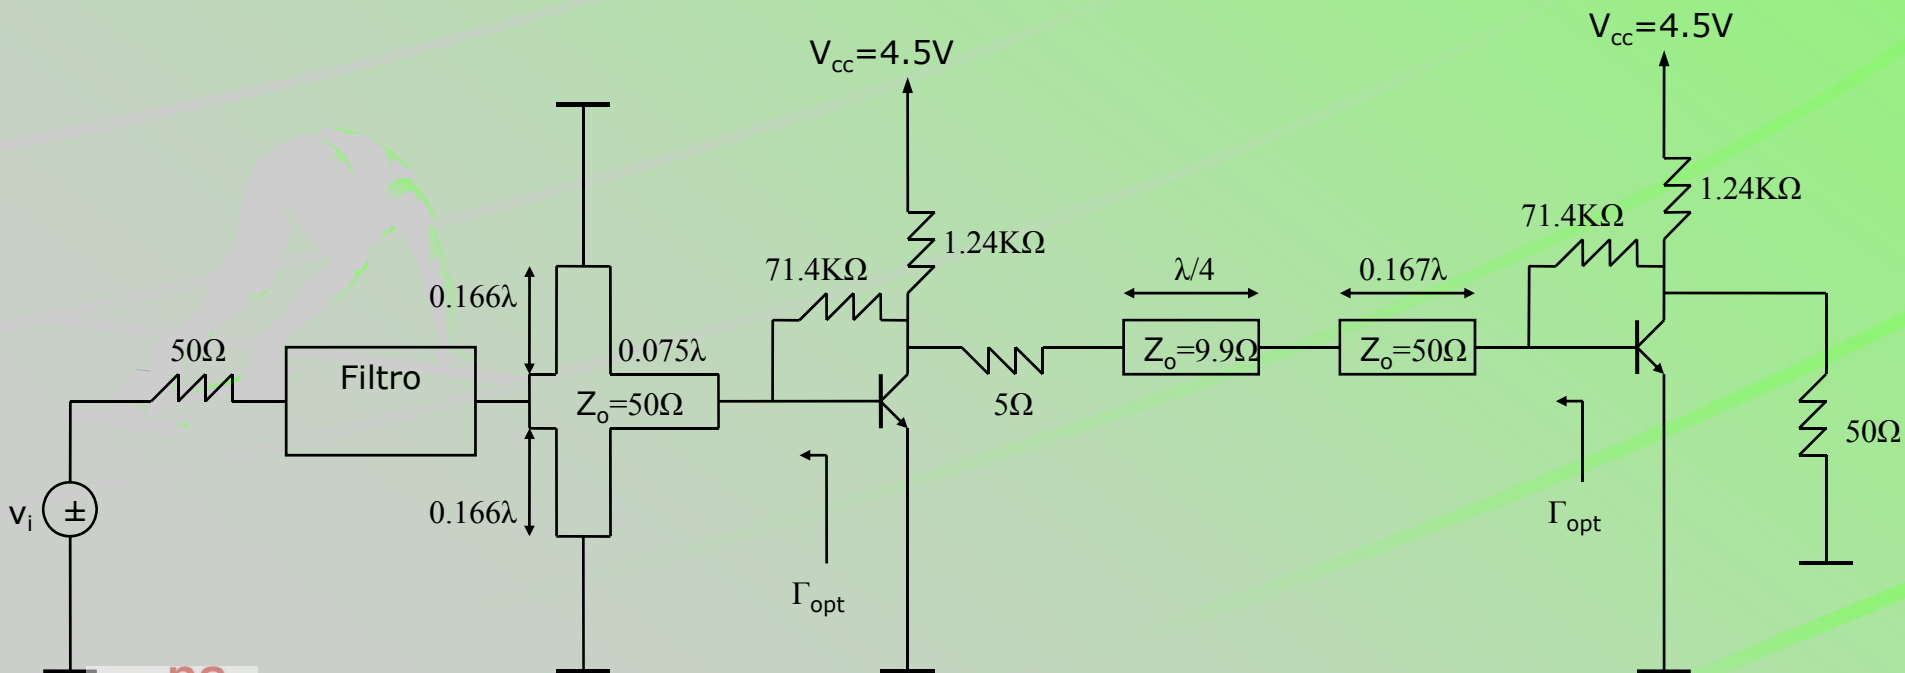 Vcc=4.5V
Vcc=4.5V
1.24KΩ
71.4KΩ
1.24KΩ
71.4KΩ
λ/4
0.167λ
0.166λ
50Ω
Filtro
0.075λ
Zo=50Ω
Zo=9.9Ω
Zo=50Ω
5Ω
50Ω
vi
±
0.166λ
Γopt
Γopt